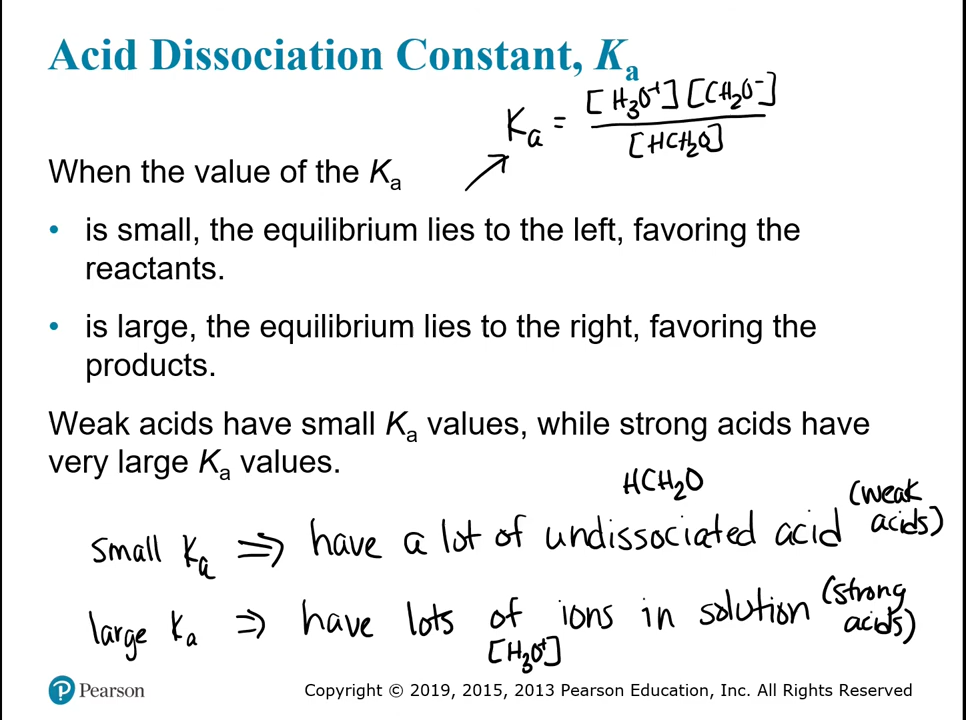 Acid Dissociation Constant, Kₐ
Kₐ = [H₃O⁺][CH₂O⁻] / [HCH₂O]
When the value of the Kₐ
• is small, the equilibrium lies to the left, favoring the
reactants.
• is large, the equilibrium lies to the right, favoring the
products.
Weak acids have small Kₐ values, while strong acids have
very large Kₐ values.
HCH₂O
small Kₐ ⇒ have a lot of undissociated acid (weak acids)
large Kₐ ⇒ have lots of ions in solution (strong acids)
[H₃O⁺]
P Pearson
Copyright © 2019, 2015, 2013 Pearson Education, Inc. All Rights Reserved